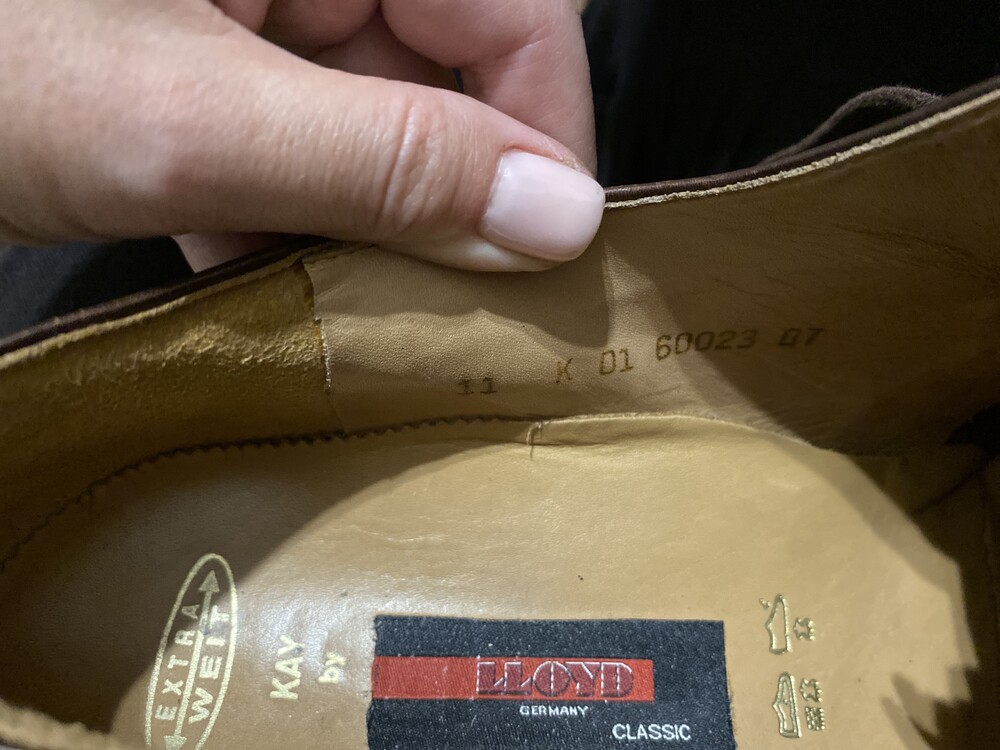 11 K 01 60023 07
EXTRA
WEIT
KAY
by
LLOYD
GERMANY
CLASSIC